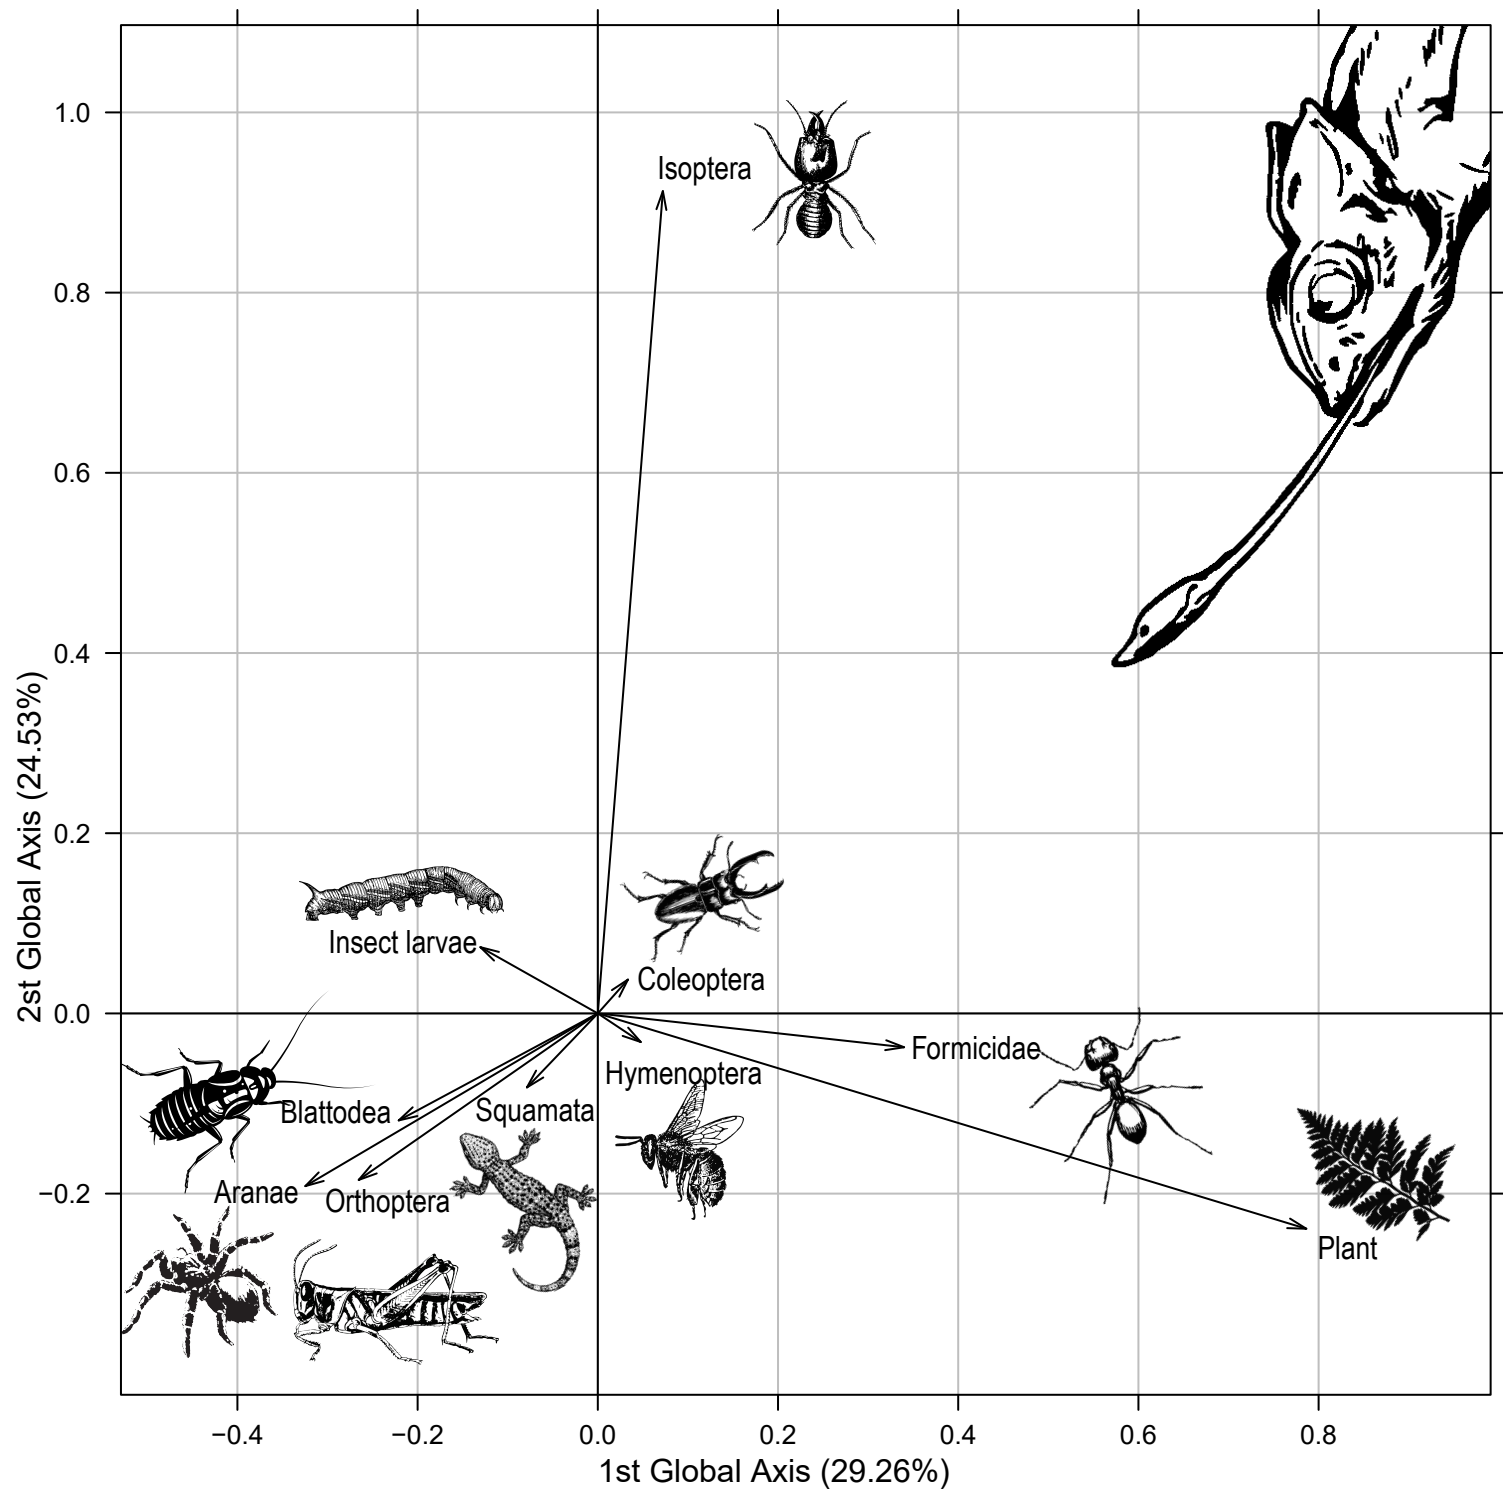 1.0
0.8
0.6
0.4
0.2
0.0
−0.2
2st Global Axis (24.53%)
Isoptera
Insect larvae
Coleoptera
Formicidae
Hymenoptera
Blattodea
Squamata
Aranae
Orthoptera
Plant
−0.4
−0.2
0.0
0.2
0.4
0.6
0.8
1st Global Axis (29.26%)